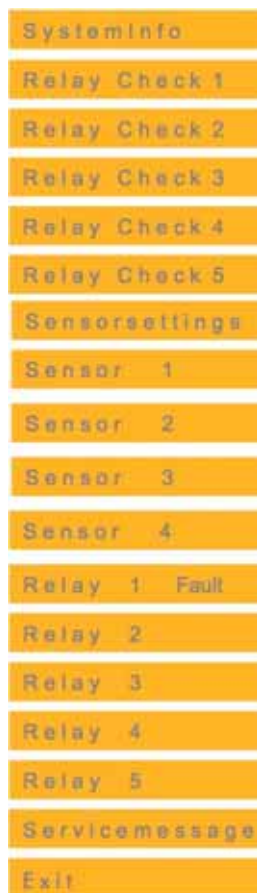 SystemInfo
Relay Check 1
Relay Check 2
Relay Check 3
Relay Check 4
Relay Check 5
Sensorsettings
Sensor 1
Sensor 2
Sensor 3
Sensor 4
Relay 1 Fault
Relay 2
Relay 3
Relay 4
Relay 5
Servicemessage
Exit